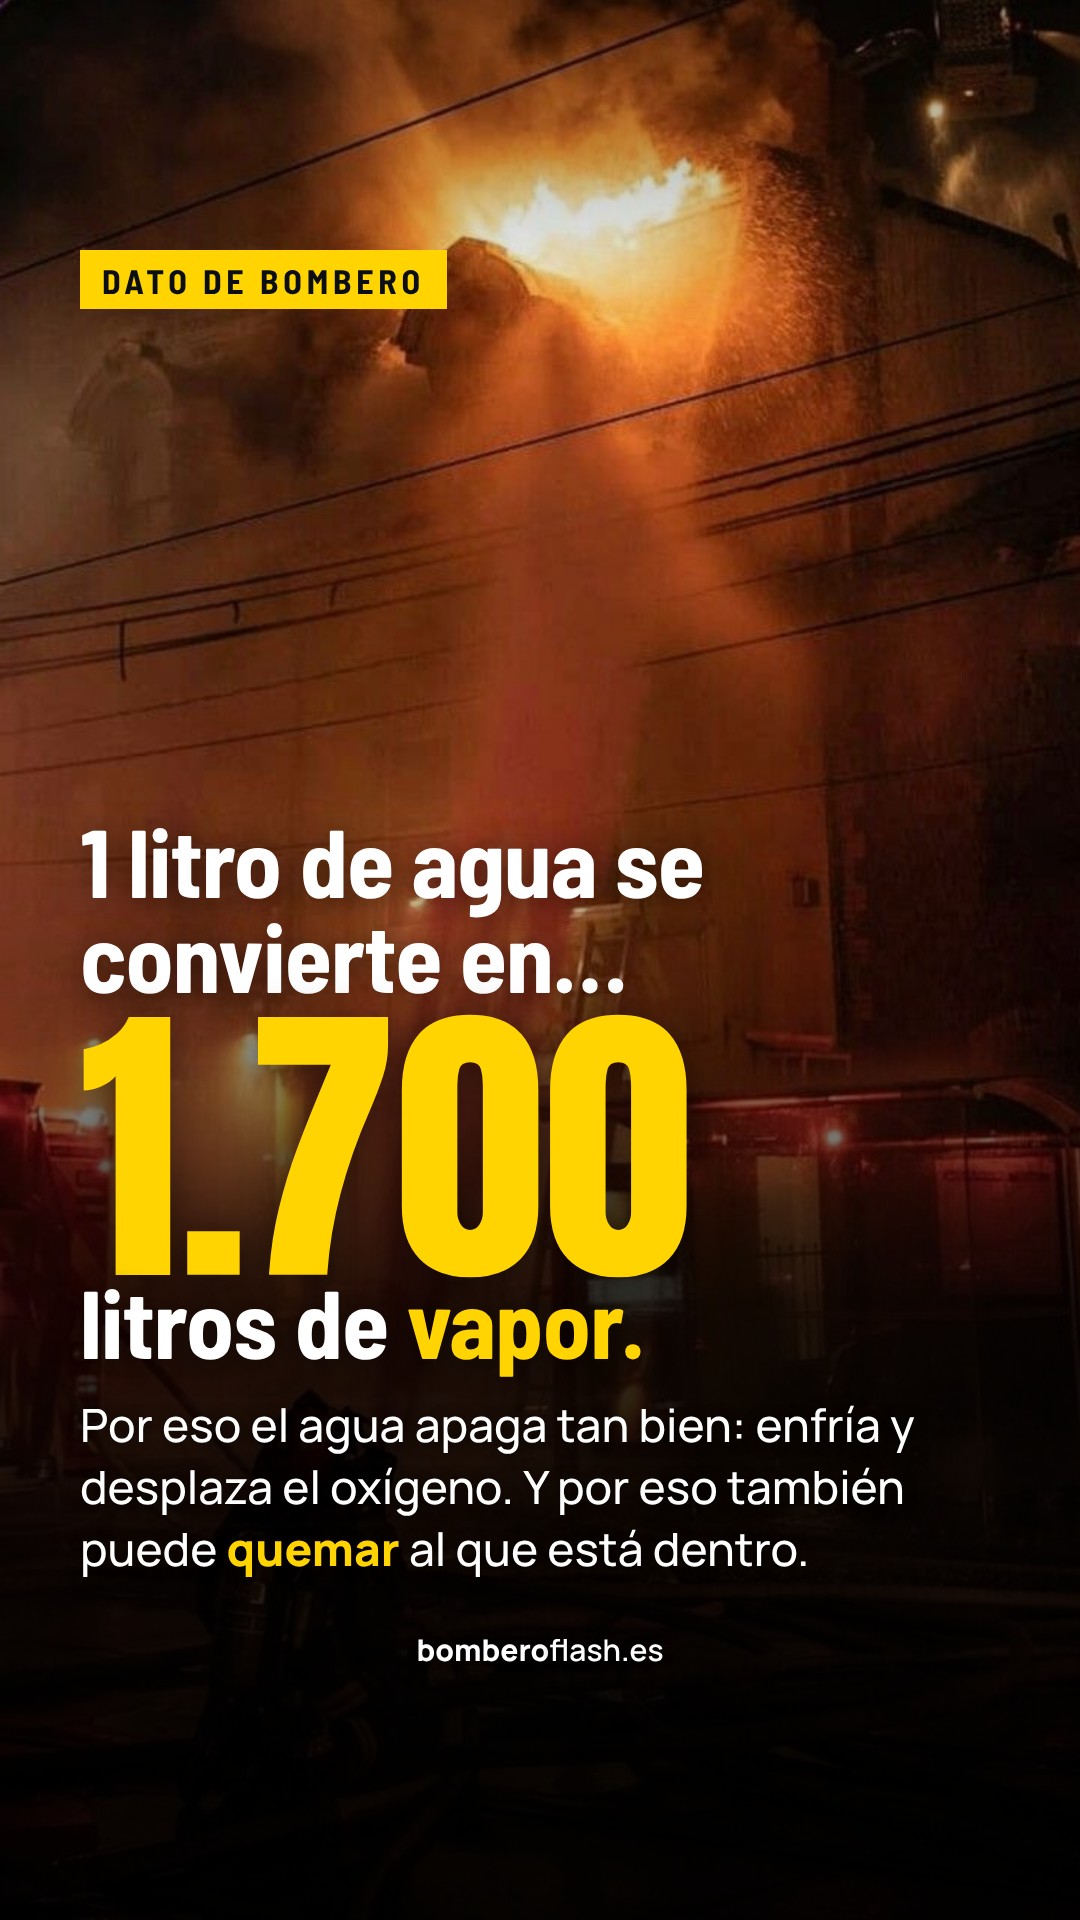 DATO DE BOMBERO
1 litro de agua se
convierte en...
1.700
litros de vapor.
Por eso el agua apaga tan bien: enfría y
desplaza el oxígeno. Y por eso también
puede quemar al que está dentro.
bomberoflash.es